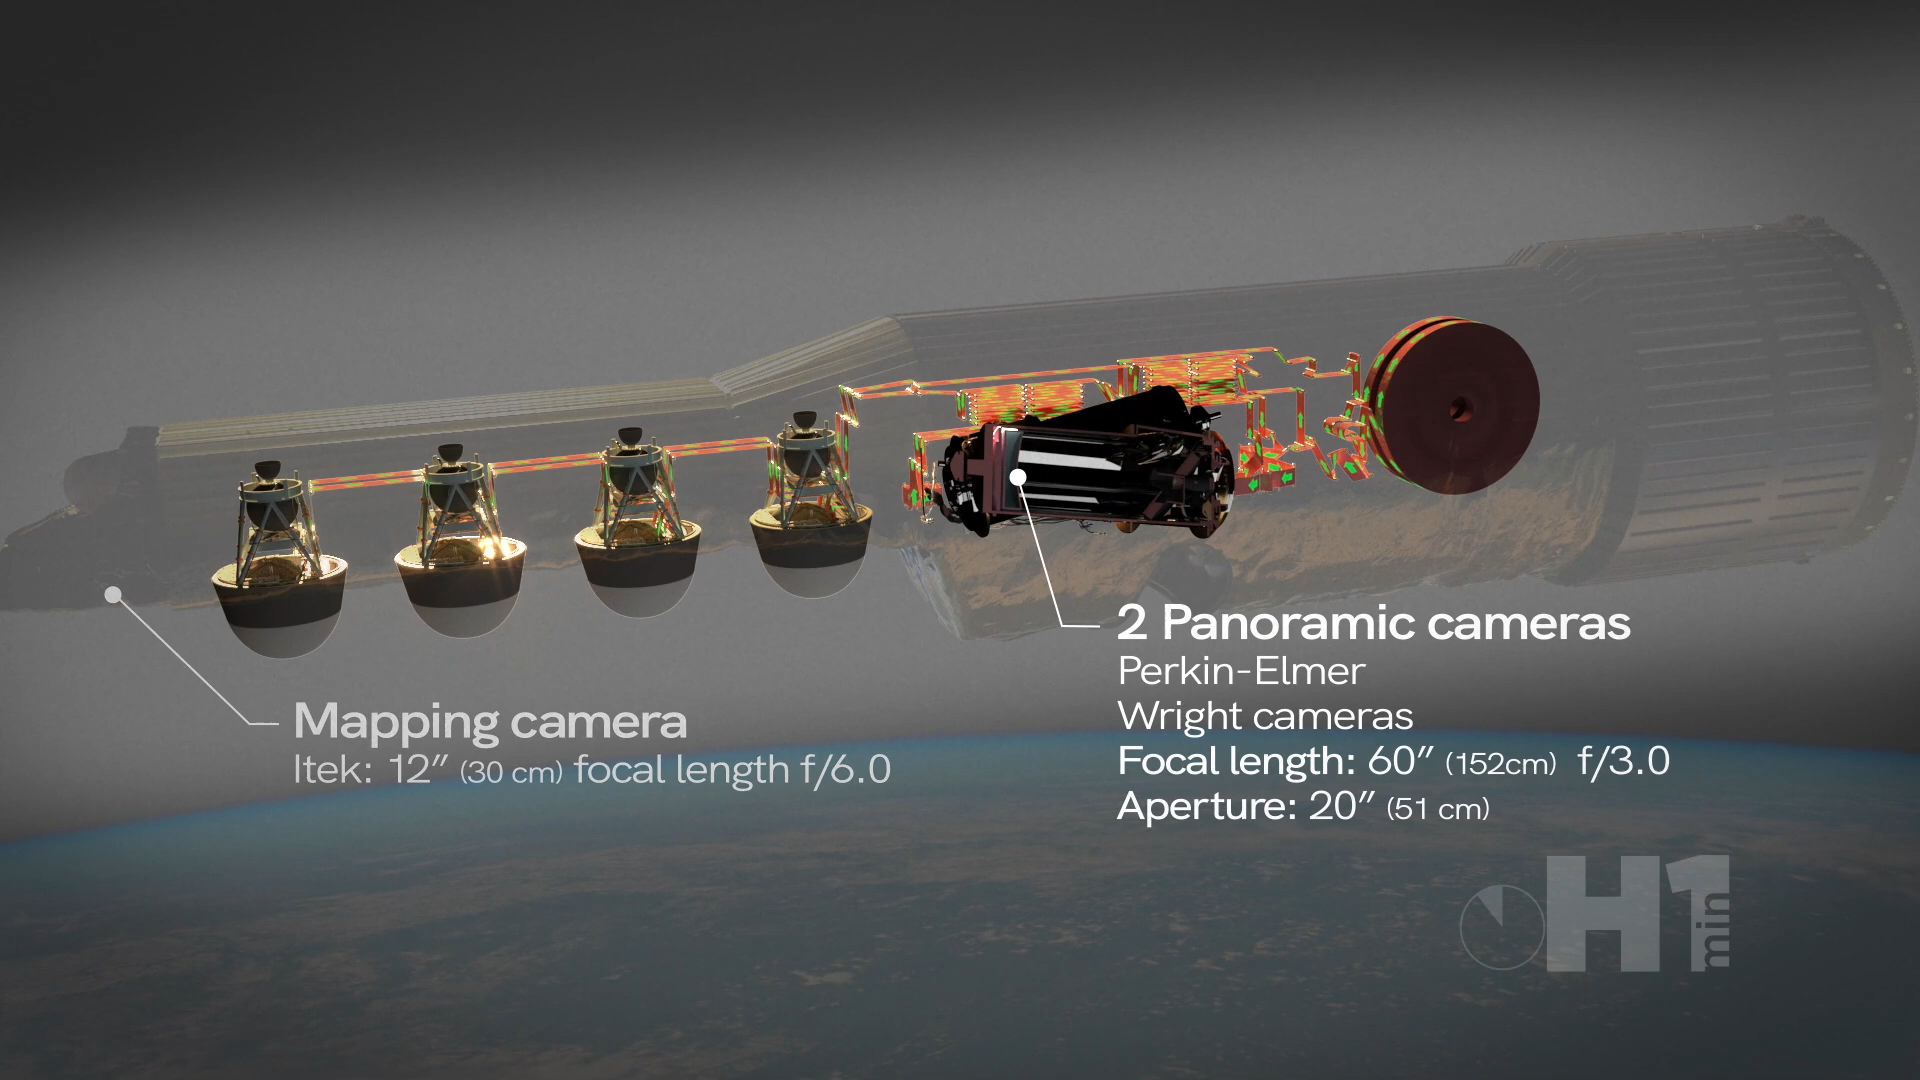 Mapping camera
Itek: 12″ (30 cm) focal length f/6.0
2 Panoramic cameras
Perkin-Elmer
Wright cameras
Focal length: 60″ (152cm) f/3.0
Aperture: 20″ (51 cm)
H1
min